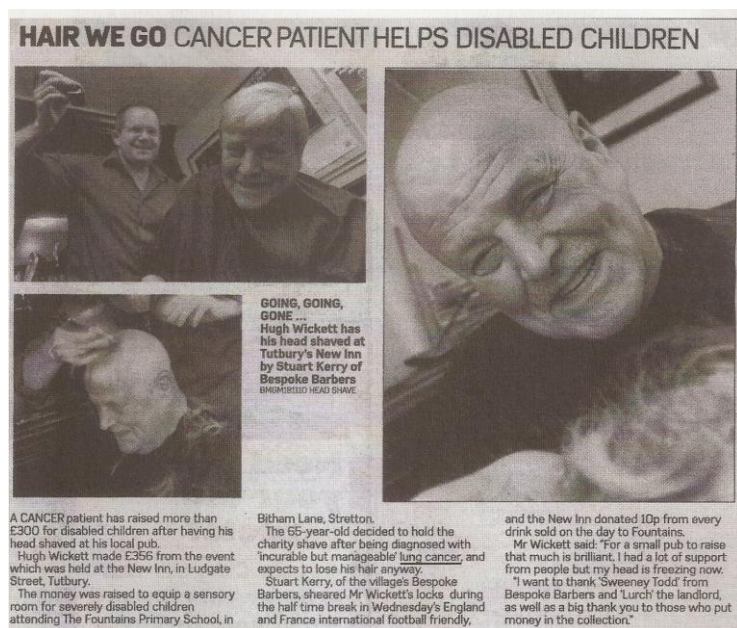 HAIR WE GO CANCER PATIENT HELPS DISABLED CHILDREN
GOING, GOING,
GONE ...
Hugh Wickett has
his head shaved at
Tutbury's New Inn
by Stuart Kerry of
Bespoke Barbers
HEAD SHAVE
A CANCER patient has raised more than
£300 for disabled children after having his
head shaved at his local pub.
Hugh Wickett made £356 from the event
which was held at the New Inn, in Ludgate
Street, Tutbury.
The money was raised to equip a sensory
room for severely disabled children
attending The Fountains Primary School, in
Bitham Lane, Stretton.
The 65-year-old decided to hold the
charity shave after being diagnosed with
'incurable but manageable' lung cancer, and
expects to lose his hair anyway.
Stuart Kerry, of the village's Bespoke
Barbers, sheared Mr Wickett's locks during
the half time break in Wednesday's England
and France international football friendly,
and the New Inn donated 10p from every
drink sold on the day to Fountains.
Mr Wickett said: "For a small pub to raise
that much is brilliant. I had a lot of support
from people but my head is freezing now.
"I want to thank 'Sweeney Todd' from
Bespoke Barbers and 'Lurch' the landlord,
as well as a big thank you to those who put
money in the collection."